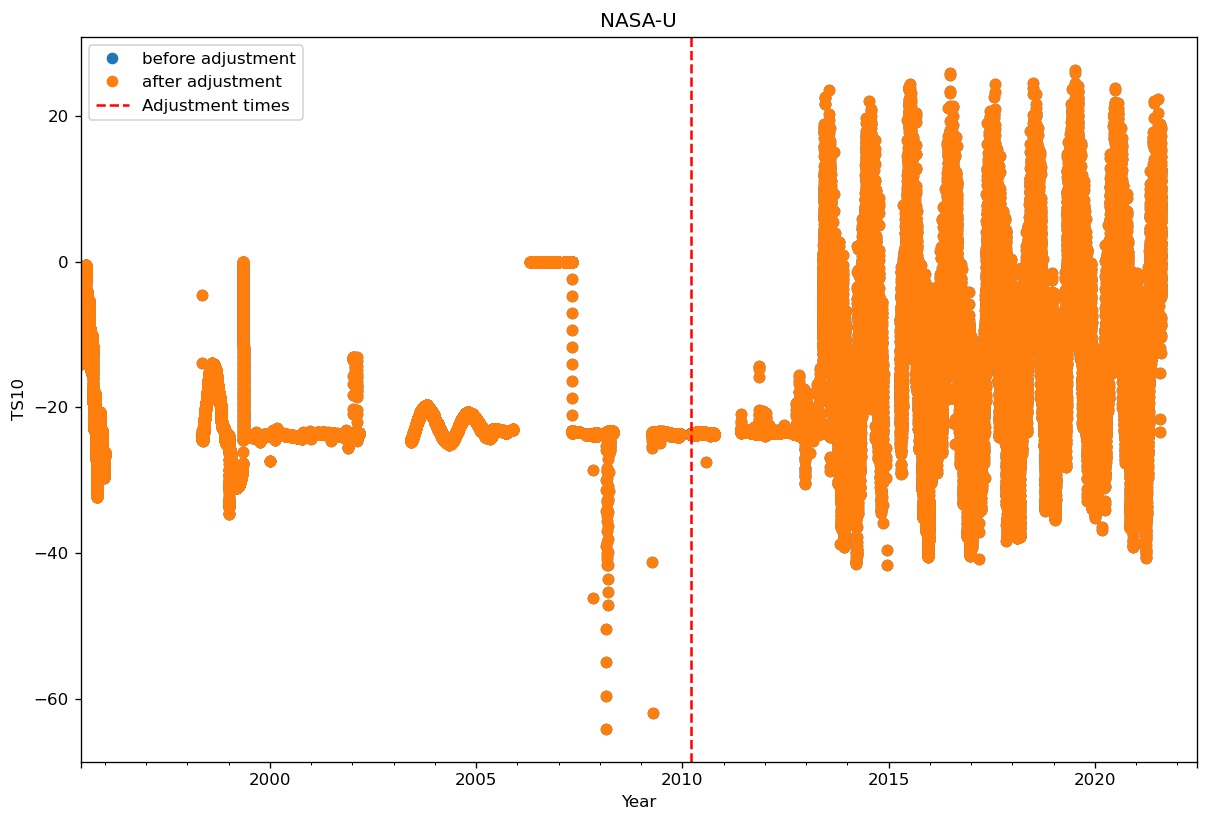 NASA-U
before adjustment
after adjustment
Adjustment times
20
0
−20
−40
−60
TS10
2000 2005 2010 2015 2020
Year